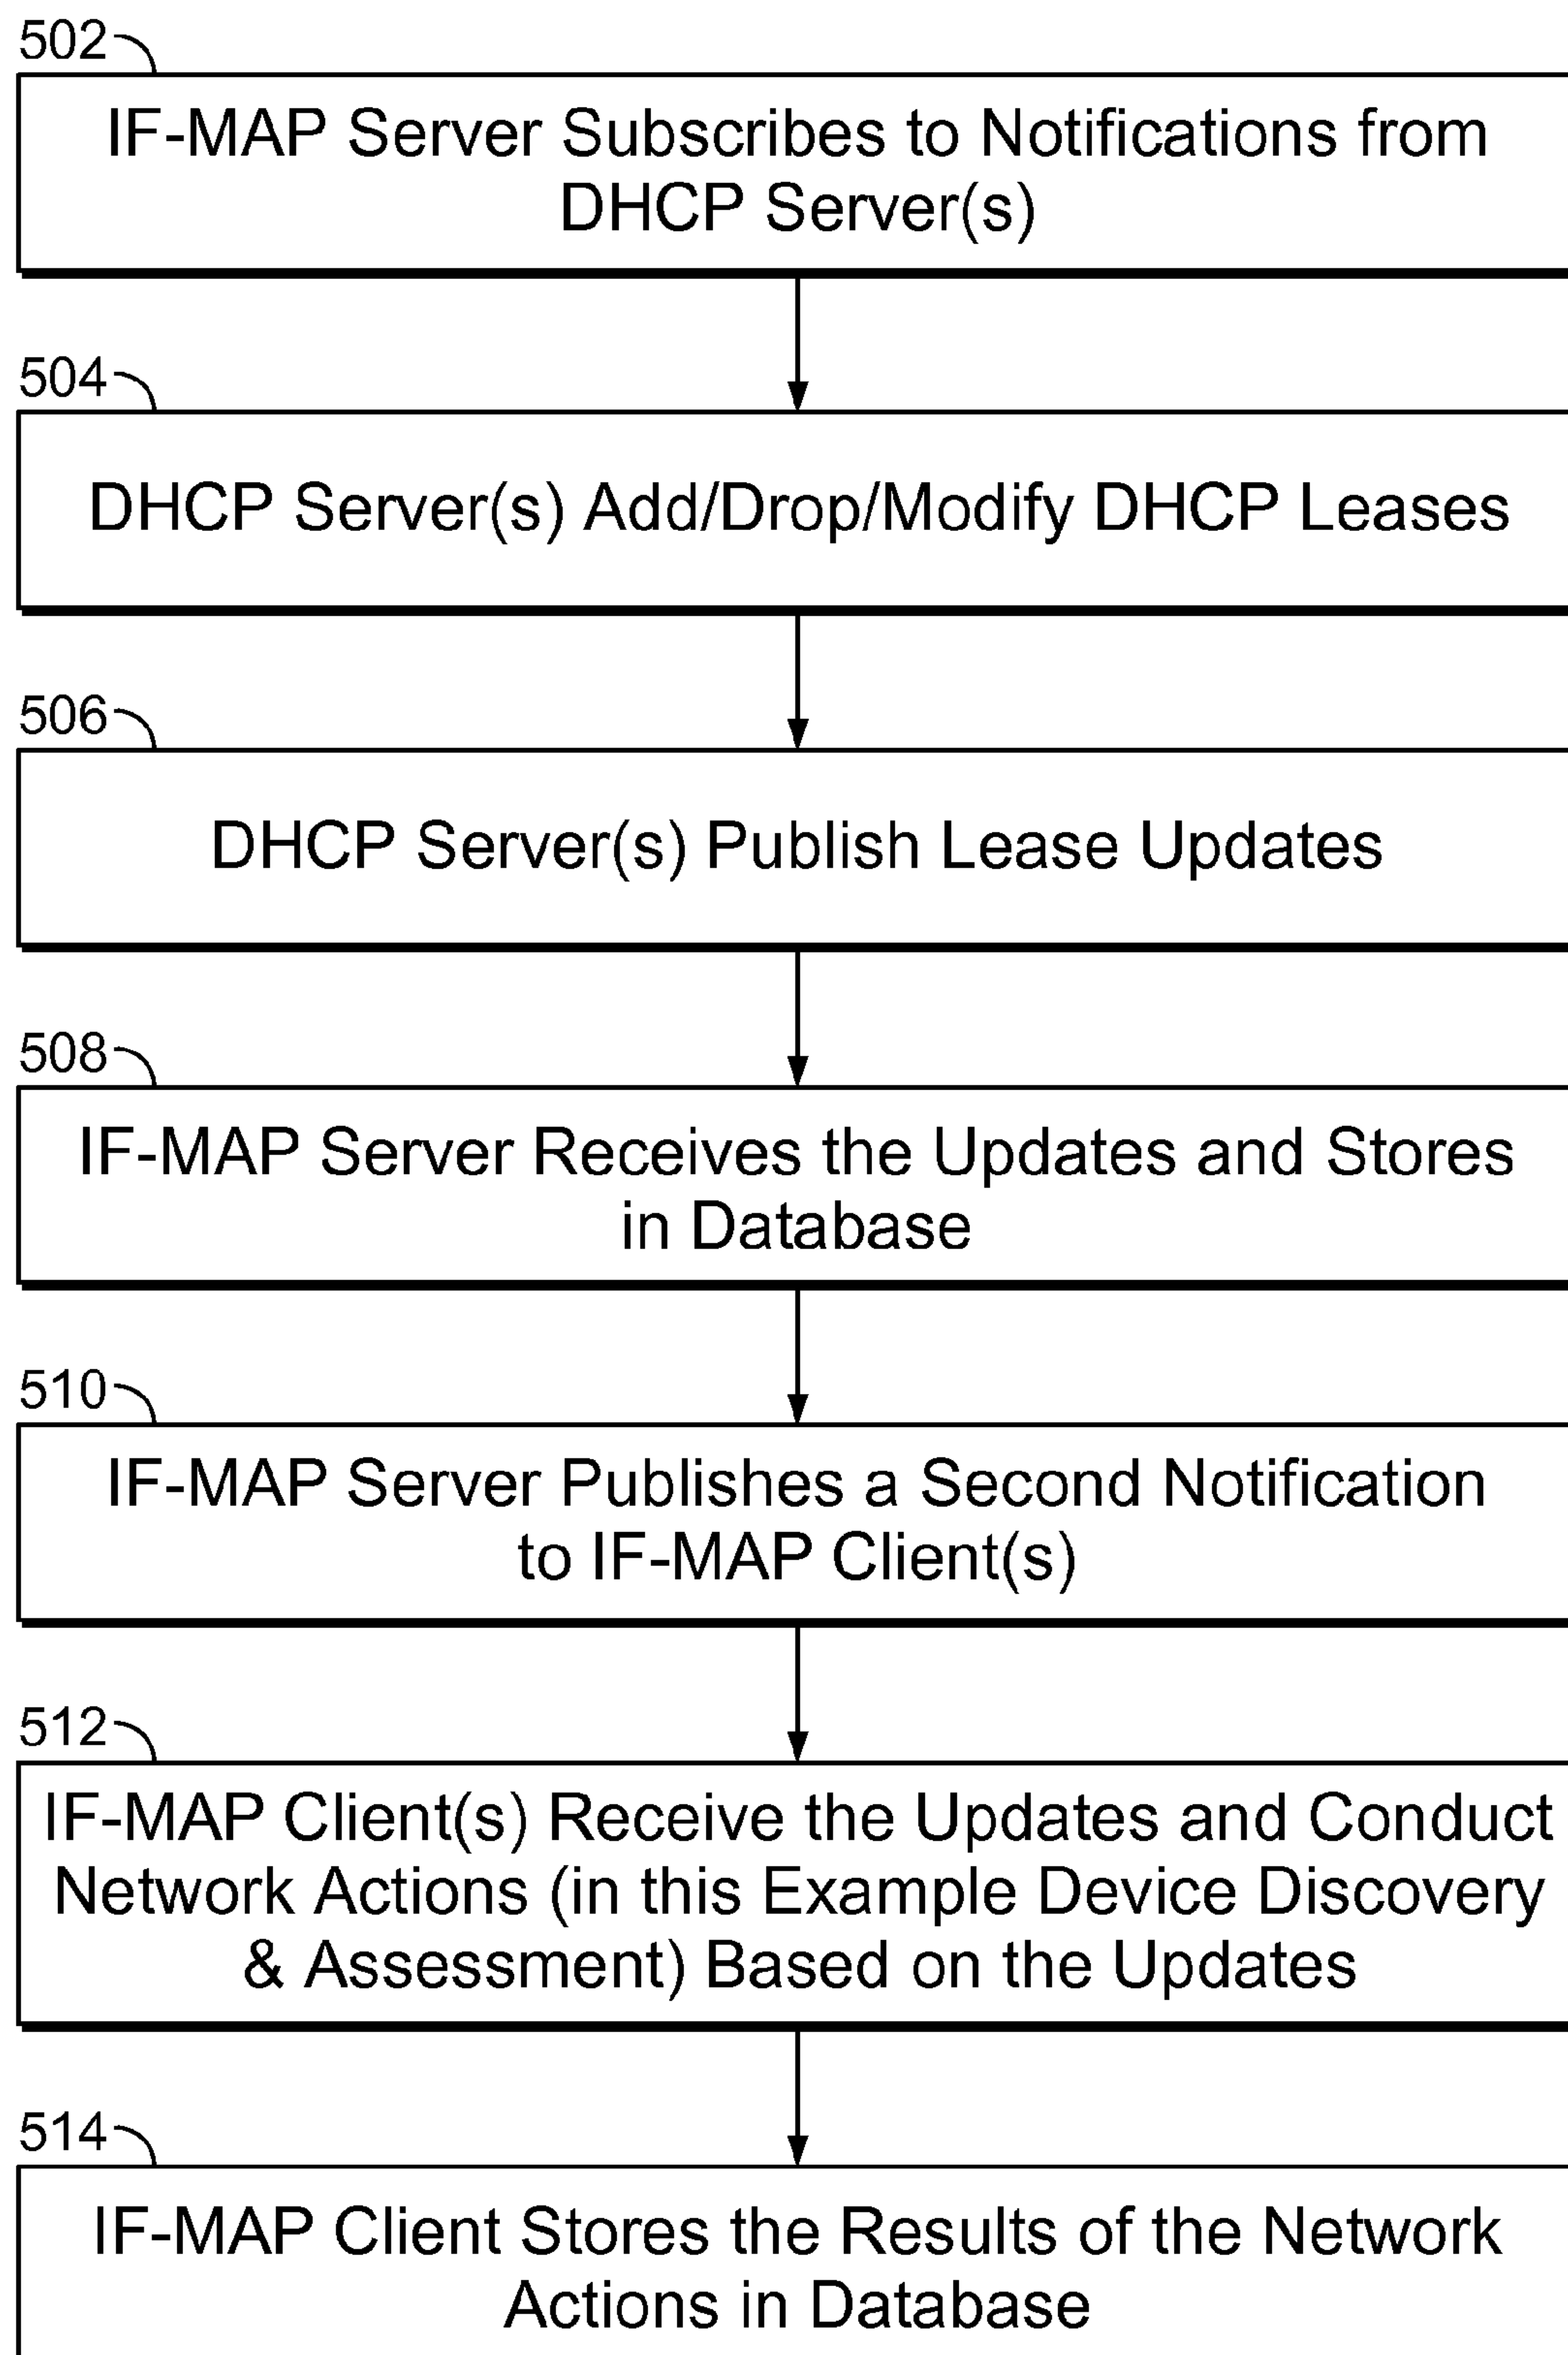 502
IF-MAP Server Subscribes to Notifications from
DHCP Server(s)
504
DHCP Server(s) Add/Drop/Modify DHCP Leases
506
DHCP Server(s) Publish Lease Updates
508
IF-MAP Server Receives the Updates and Stores
in Database
510
IF-MAP Server Publishes a Second Notification
to IF-MAP Client(s)
512
IF-MAP Client(s) Receive the Updates and Conduct
Network Actions (in this Example Device Discovery
& Assessment) Based on the Updates
514
IF-MAP Client Stores the Results of the Network
Actions in Database